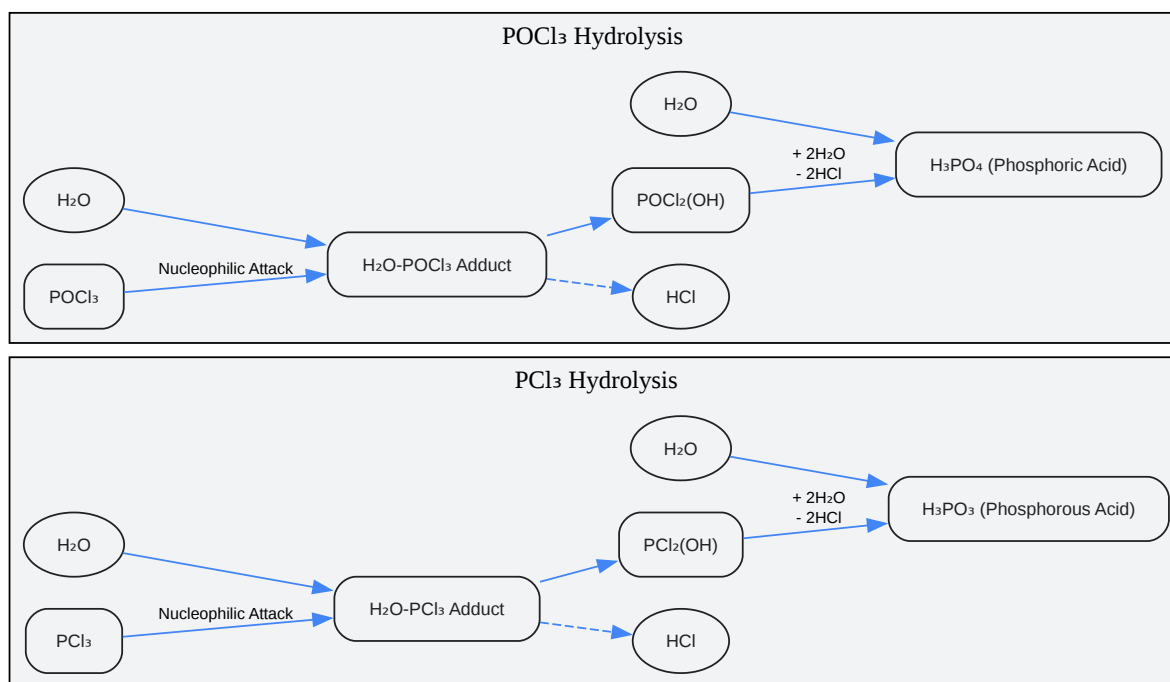 POCl₃ Hydrolysis
H₂O
H₂O
+ 2H₂O
- 2HCl
H₃PO₄ (Phosphoric Acid)
POCl₂(OH)
Nucleophilic Attack
H₂O-POCl₃ Adduct
POCl₃
HCl
PCl₃ Hydrolysis
H₂O
H₂O
+ 2H₂O
- 2HCl
H₃PO₃ (Phosphorous Acid)
PCl₂(OH)
Nucleophilic Attack
H₂O-PCl₃ Adduct
PCl₃
HCl